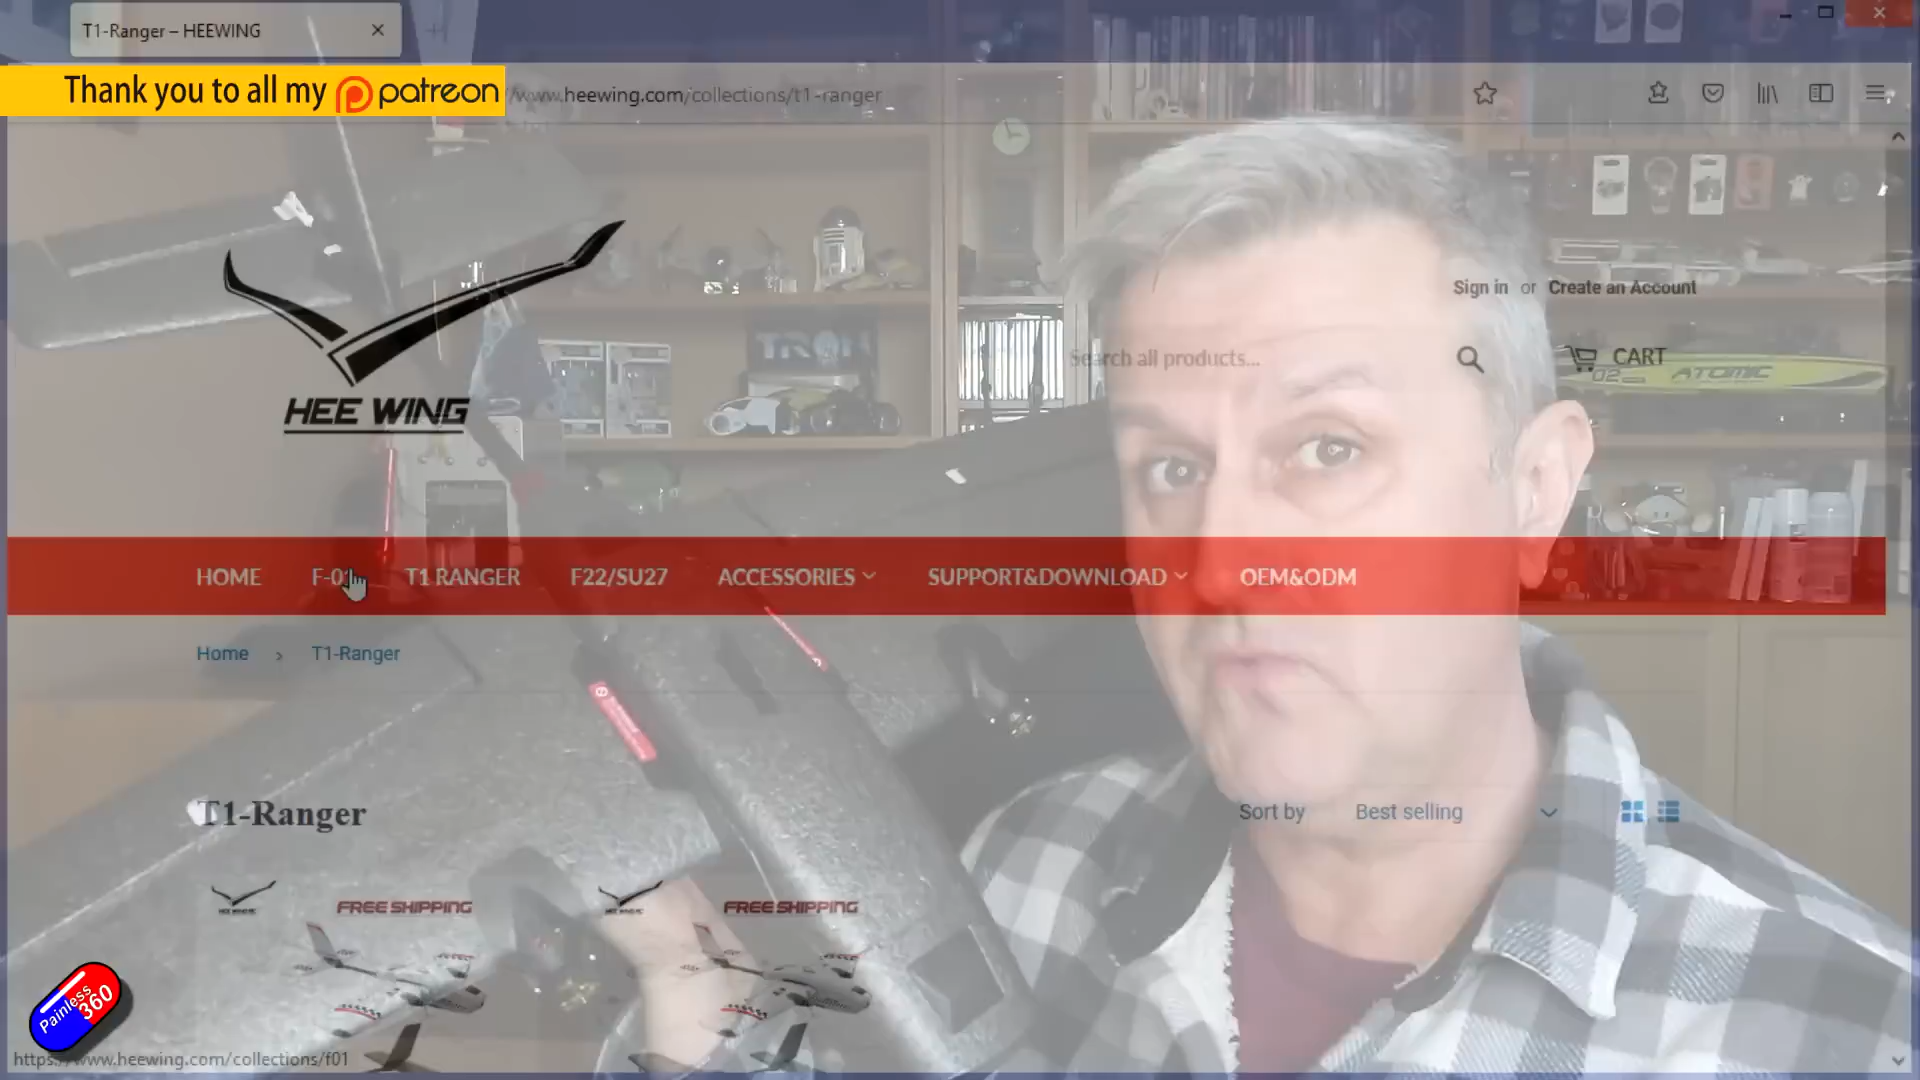 T1-Ranger – HEEWING
Thank you to all my patreon
//www.heewing.com/collections/t1-ranger
TRON
Sign in or Create an Account
Search all products...
CART
02 ATOMIC
HEE WING
HOME F-01 T1 RANGER F22/SU27 ACCESSORIES SUPPORT&DOWNLOAD OEM&ODM
Home > T1-Ranger
T1-Ranger
Sort by Best selling
FREE SHIPPING
FREE SHIPPING
Painless 360
https://www.heewing.com/collections/f01